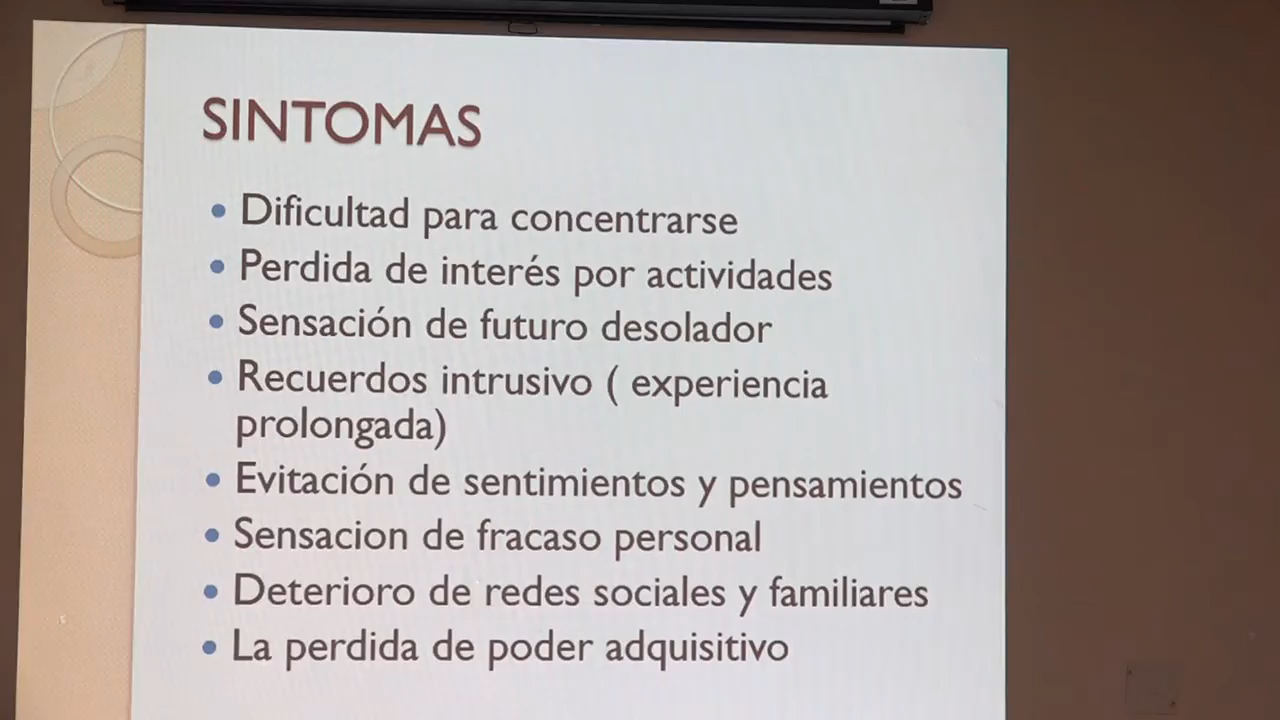 SINTOMAS
• Dificultad para concentrarse
• Perdida de interés por actividades
• Sensación de futuro desolador
• Recuerdos intrusivo ( experiencia
prolongada)
• Evitación de sentimientos y pensamientos
• Sensacion de fracaso personal
• Deterioro de redes sociales y familiares
• La perdida de poder adquisitivo